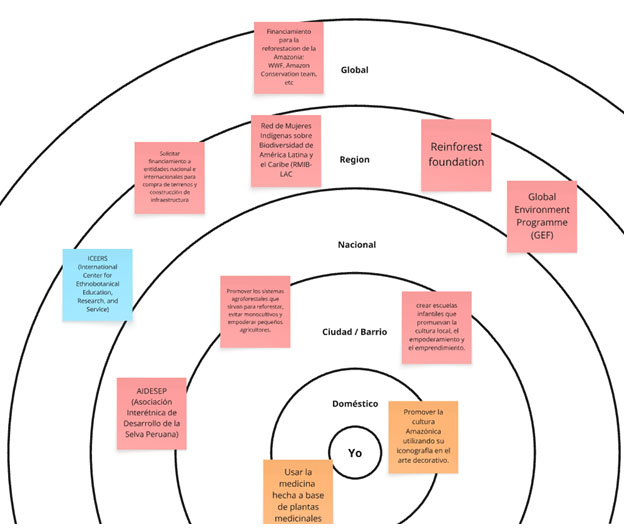 Financiamiento
para la
reforestacion de la
Amazonia:
WWF, Amazon
Conservation team,
etc
Global
Red de Mujeres
Indígenas sobre
Biodiversidad de
América Latina y
el Caribe (RMIB-
LAC
Reinforest
foundation
Region
Solicitar
financiamiento a
entidades nacional e
internacionales para
compra de terrenos y
construcción de
infraestructura
Global
Environment
Programme
(GEF)
Nacional
ICEERS
(International
Center for
Ethnobotanical
Education,
Research, and
Service)
Promover los sistemas
agroforestales que
sirvan para reforestar,
evitar monocultivos y
empoderar pequeños
agricultores.
crear escuelas
infantiles que
promuevan la
cultura local, el
empoderamiento y
el emprendimiento.
Ciudad / Barrio
AIDESEP
(Asociación
Interétnica de
Desarrollo de la
Selva Peruana)
Doméstico
Promover la
cultura
Amazónica
utilizando su
iconografía en el
arte decorativo.
Yo
Usar la
medicina
hecha a base
de plantas
medicinales